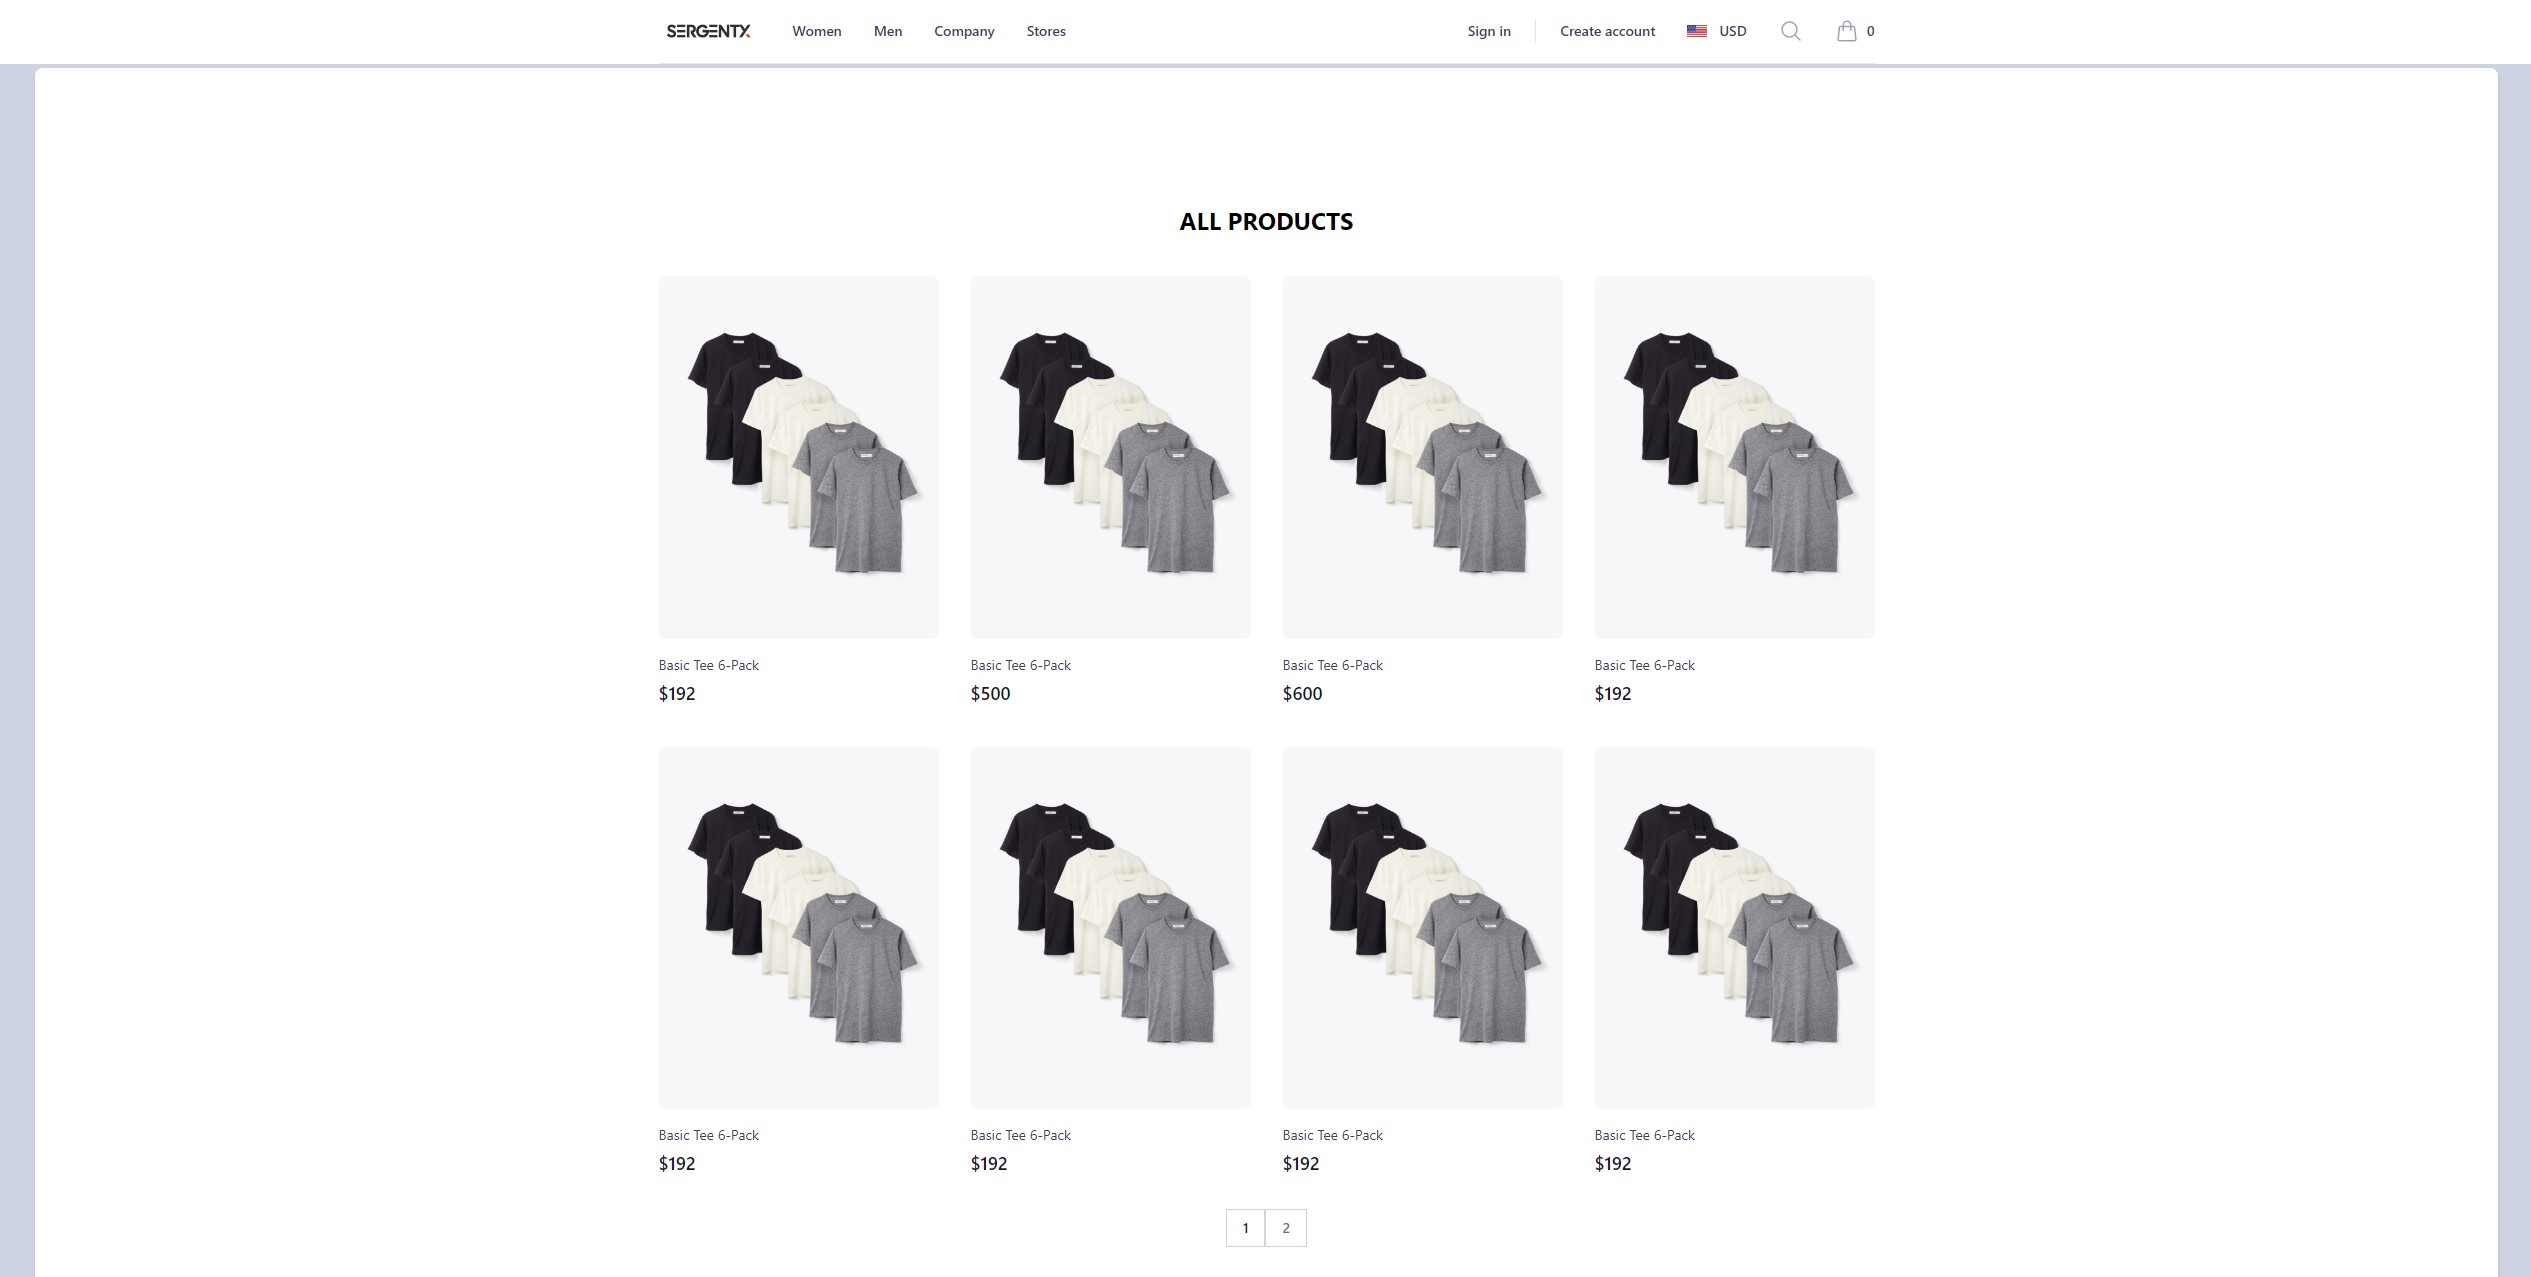 SERGENTX
Women Men Company Stores
Sign in Create account USD 0
ALL PRODUCTS
Basic Tee 6-Pack
$192
Basic Tee 6-Pack
$500
Basic Tee 6-Pack
$600
Basic Tee 6-Pack
$192
Basic Tee 6-Pack
$192
Basic Tee 6-Pack
$192
Basic Tee 6-Pack
$192
Basic Tee 6-Pack
$192
1 2